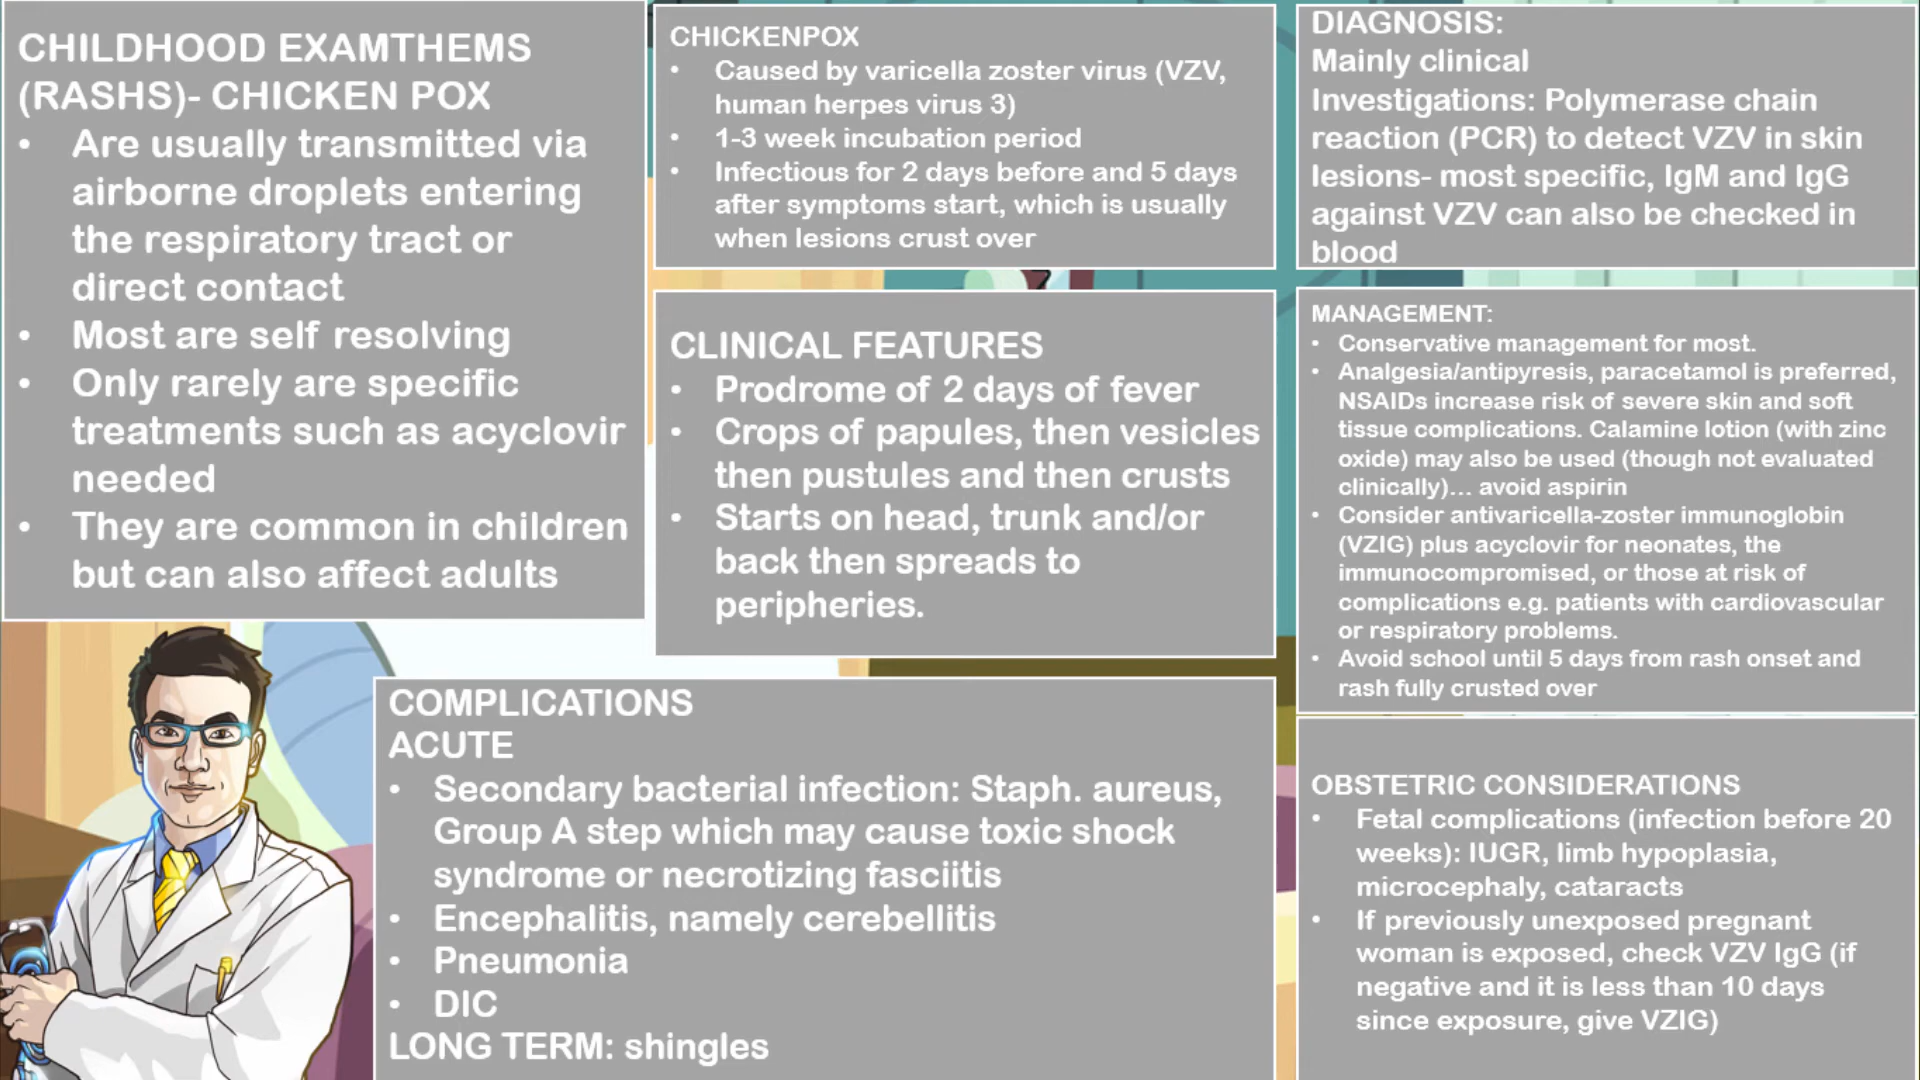 CHILDHOOD EXAMTHEMS
(RASHS)- CHICKEN POX
• Are usually transmitted via
airborne droplets entering
the respiratory tract or
direct contact
• Most are self resolving
• Only rarely are specific
treatments such as acyclovir
needed
• They are common in children
but can also affect adults
CHICKENPOX
• Caused by varicella zoster virus (VZV,
human herpes virus 3)
• 1-3 week incubation period
• Infectious for 2 days before and 5 days
after symptoms start, which is usually
when lesions crust over
CLINICAL FEATURES
• Prodrome of 2 days of fever
• Crops of papules, then vesicles
then pustules and then crusts
• Starts on head, trunk and/or
back then spreads to
peripheries.
COMPLICATIONS
ACUTE
• Secondary bacterial infection: Staph. aureus,
Group A step which may cause toxic shock
syndrome or necrotizing fasciitis
• Encephalitis, namely cerebellitis
• Pneumonia
• DIC
LONG TERM: shingles
DIAGNOSIS:
Mainly clinical
Investigations: Polymerase chain
reaction (PCR) to detect VZV in skin
lesions- most specific, IgM and IgG
against VZV can also be checked in
blood
MANAGEMENT:
• Conservative management for most.
• Analgesia/antipyresis, paracetamol is preferred,
NSAIDs increase risk of severe skin and soft
tissue complications. Calamine lotion (with zinc
oxide) may also be used (though not evaluated
clinically)... avoid aspirin
• Consider antivaricella-zoster immunoglobin
(VZIG) plus acyclovir for neonates, the
immunocompromised, or those at risk of
complications e.g. patients with cardiovascular
or respiratory problems.
• Avoid school until 5 days from rash onset and
rash fully crusted over
OBSTETRIC CONSIDERATIONS
• Fetal complications (infection before 20
weeks): IUGR, limb hypoplasia,
microcephaly, cataracts
• If previously unexposed pregnant
woman is exposed, check VZV IgG (if
negative and it is less than 10 days
since exposure, give VZIG)